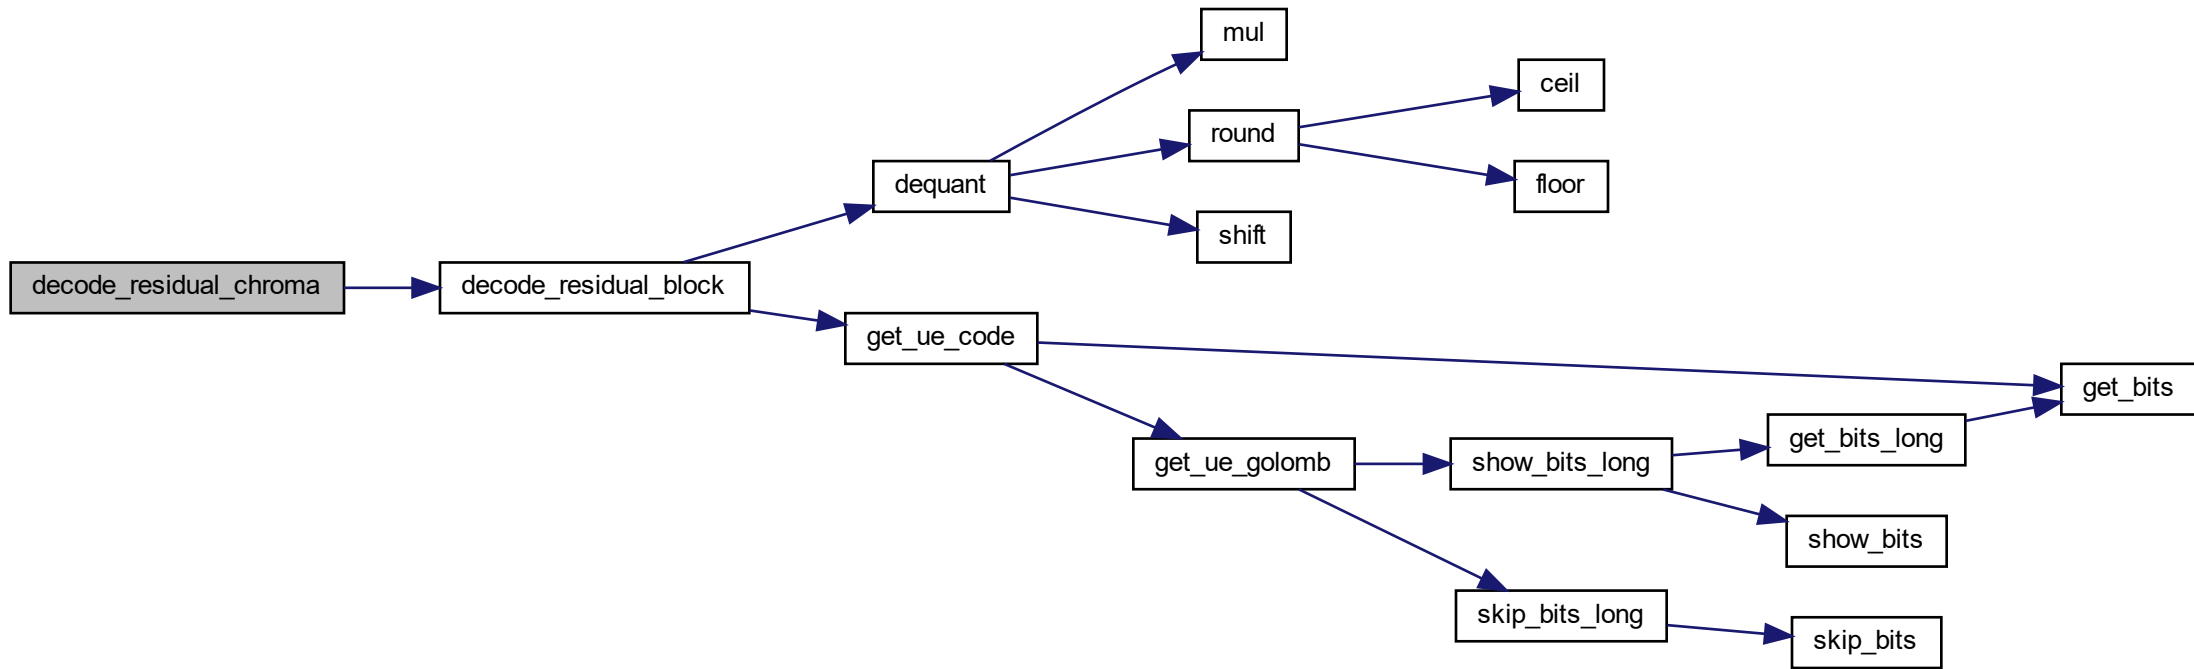 mul
ceil
round
dequant
floor
shift
decode_residual_chroma
decode_residual_block
get_ue_code
get_bits
get_bits_long
get_ue_golomb
show_bits_long
show_bits
skip_bits_long
skip_bits